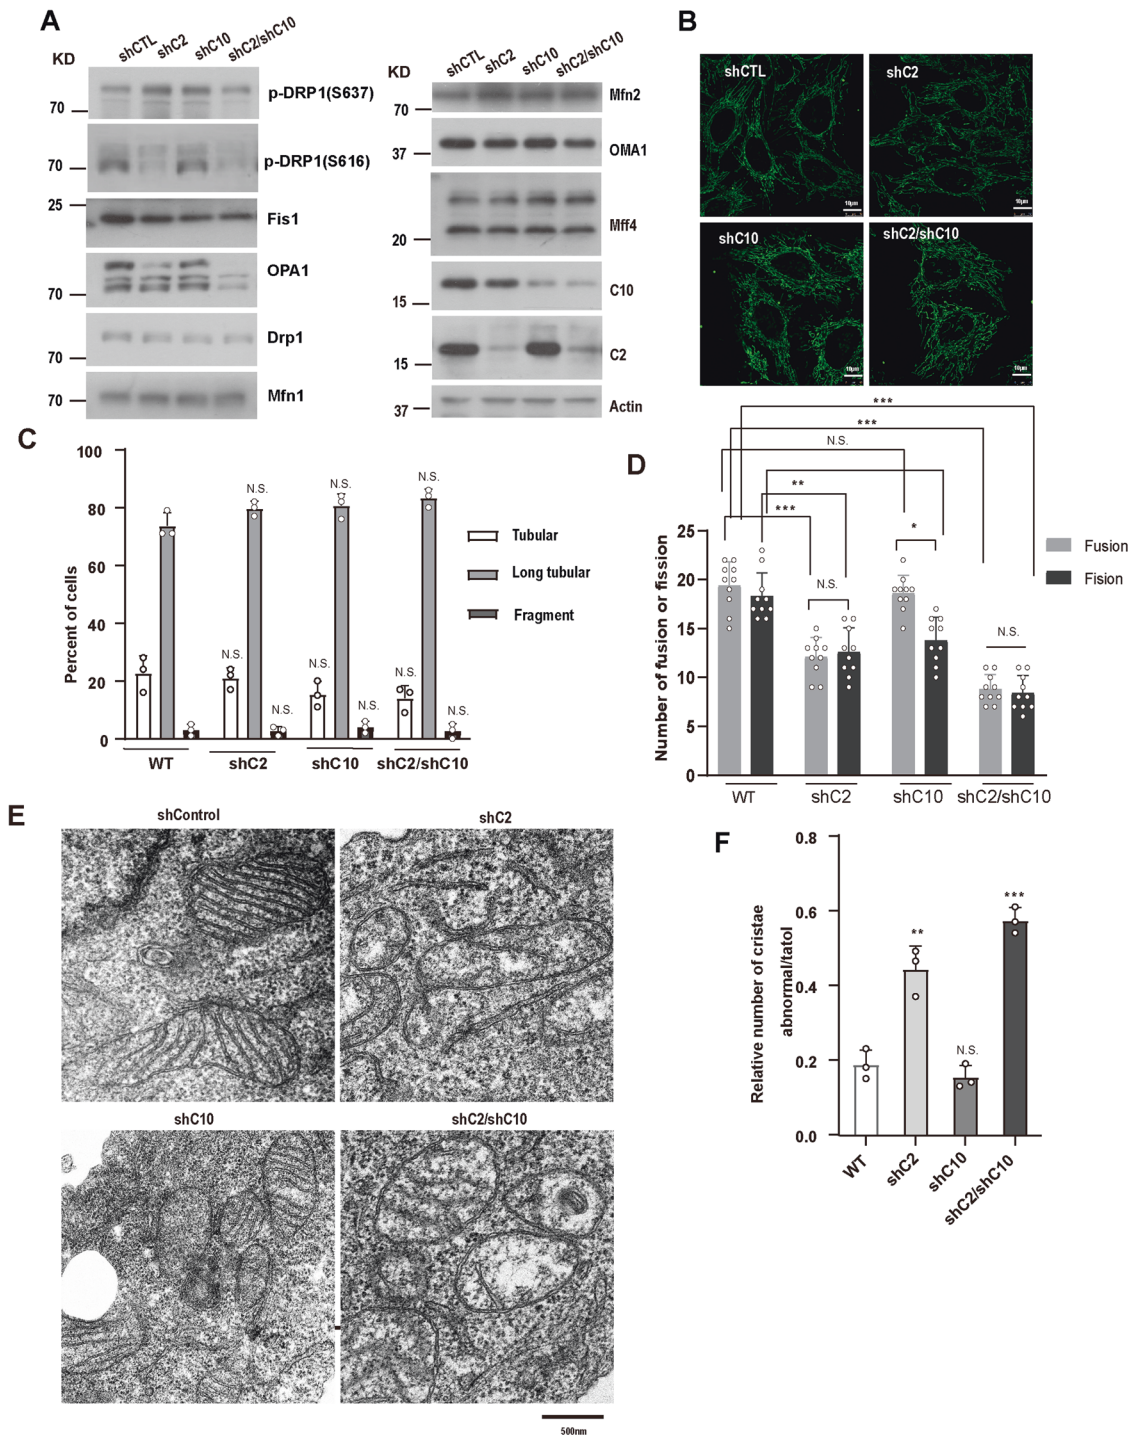 A
KD
shCTL
shC2
shC10
shC2/shC10
70
p-DRP1(S637)
70
p-DRP1(S616)
25
Fis1
70
OPA1
70
Drp1
70
Mfn1
KD
shCTL
shC2
shC10
shC2/shC10
70
Mfn2
37
OMA1
20
Mff4
15
C10
15
C2
37
Actin
B
shCTL
10μm
shC2
10μm
shC10
10μm
shC2/shC10
10μm
C
Percent of cells
100
80
60
40
20
0
N.S.
N.S.
N.S.
N.S.
N.S.
N.S.
N.S.
N.S.
N.S.
WT
shC2
shC10
shC2/shC10
Tubular
Long tubular
Fragment
D
Number of fusion or fission
25
20
15
10
5
0
***
***
N.S.
**
***
*
N.S.
N.S.
WT
shC2
shC10
shC2/shC10
Fusion
Fision
E
shControl
shC2
shC10
shC2/shC10
500nm
F
Relative number of cristae
abnormal/tatol
0.8
0.6
0.4
0.2
0.0
**
N.S.
***
WT
shC2
shC10
shC2/shC10